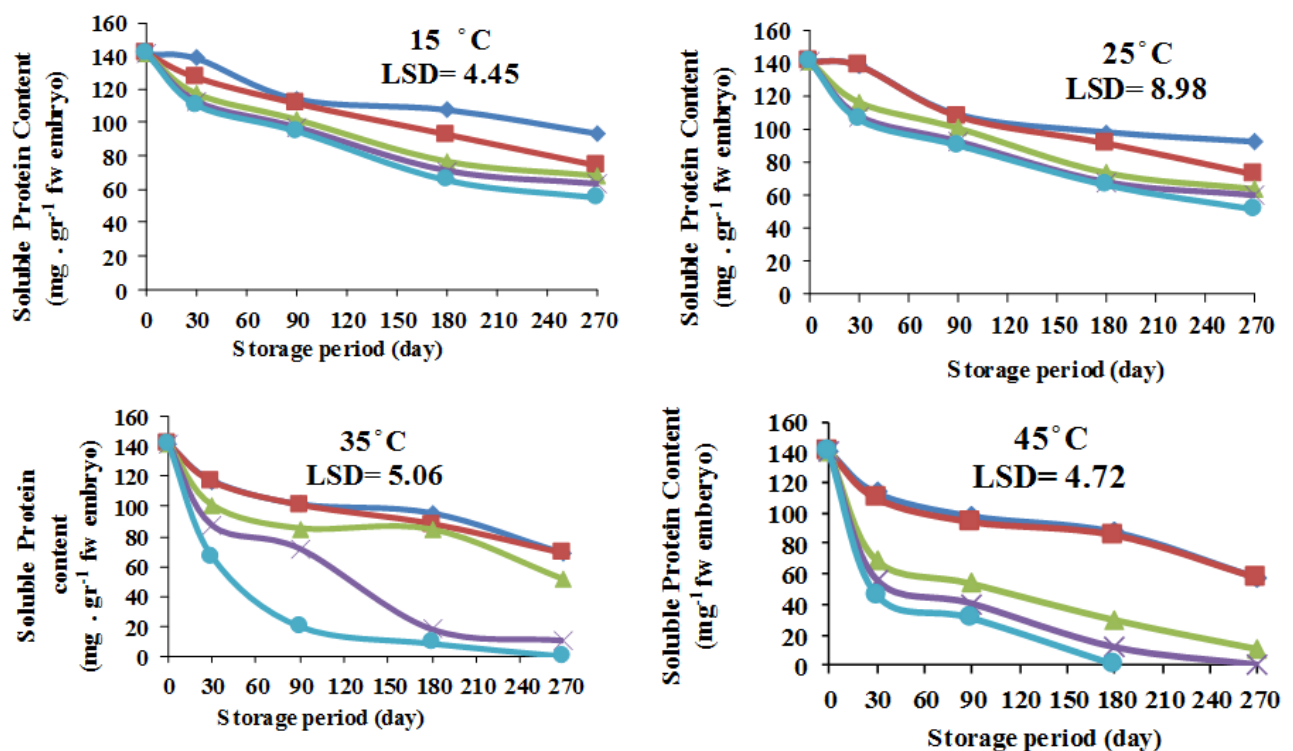 15 °C
LSD= 4.45
Soluble Protein Content
(mg . gr-1 fw embryo)
160
140
120
100
80
60
40
20
0
0 30 60 90 120 150 180 210 240 270
Storage period (day)
25°C
LSD= 8.98
Soluble Protein Content
(mg . gr-1 fw embryo)
160
140
120
100
80
60
40
20
0
0 30 60 90 120 150 180 210 240 270
Storage period (day)
35°C
LSD= 5.06
Soluble Protein
content
(mg . gr-1 fw embryo)
160
140
120
100
80
60
40
20
0
0 30 60 90 120 150 180 210 240 270
Storage period (day)
45°C
LSD= 4.72
Soluble Protein Content
(mg-1 fw emberyo)
160
140
120
100
80
60
40
20
0
0 30 60 90 120 150 180 210 240 270
Storage period (day)